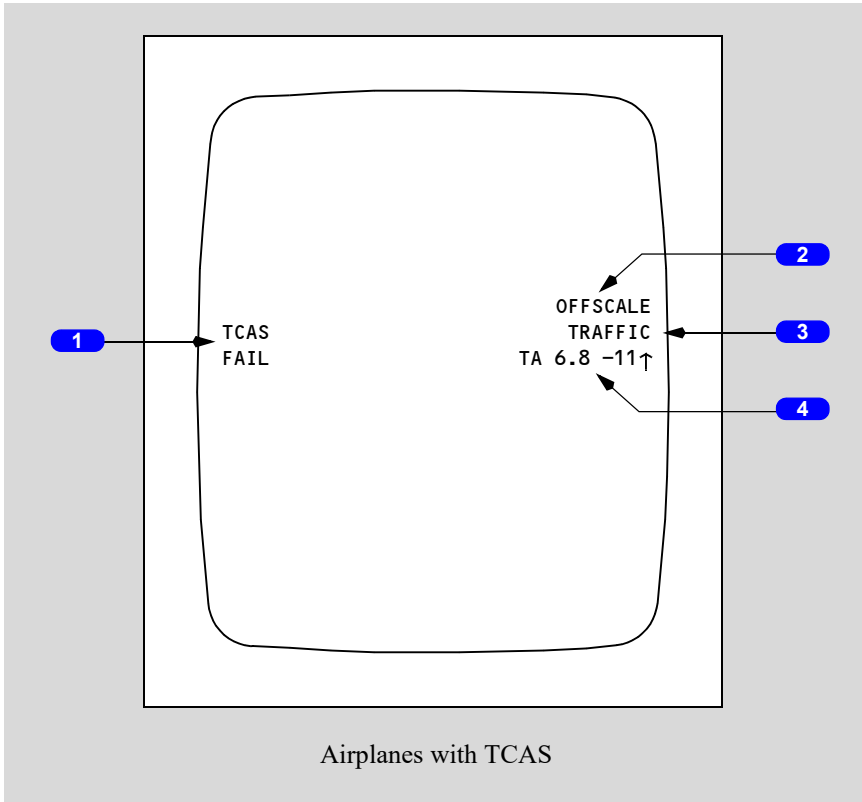 2
OFFSCALE
1
TCAS
TRAFFIC
3
FAIL
TA 6.8 -11↑
4
Airplanes with TCAS